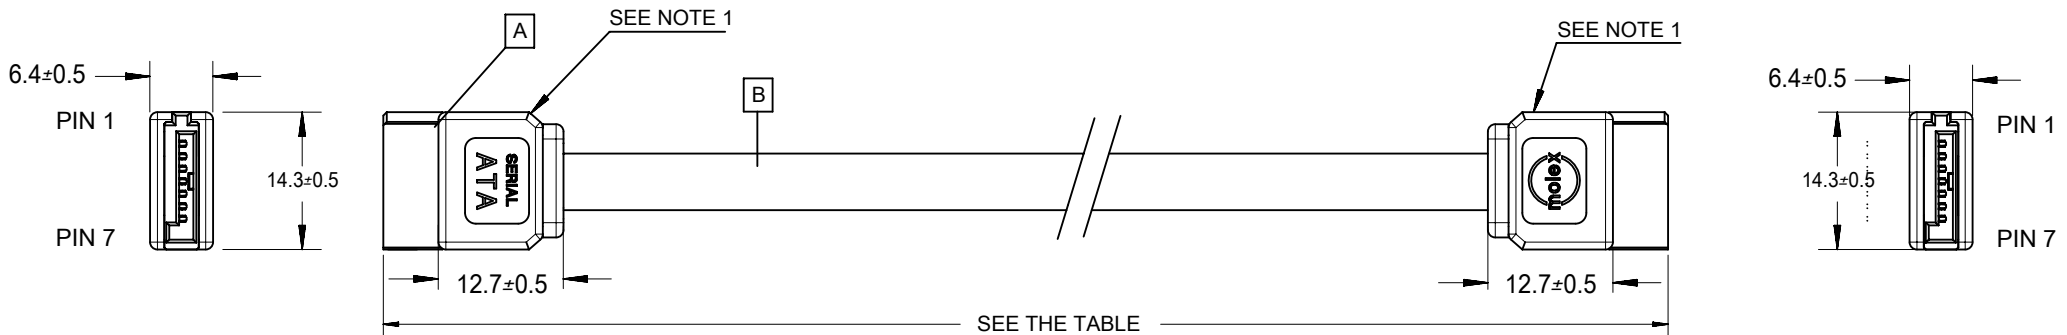 A
SEE NOTE 1
SEE NOTE 1
6.4±0.5
6.4±0.5
B
PIN 1
PIN 1
14.3±0.5
SERIAL
ATA
molex
14.3±0.5
PIN 7
PIN 7
12.7±0.5
12.7±0.5
SEE THE TABLE